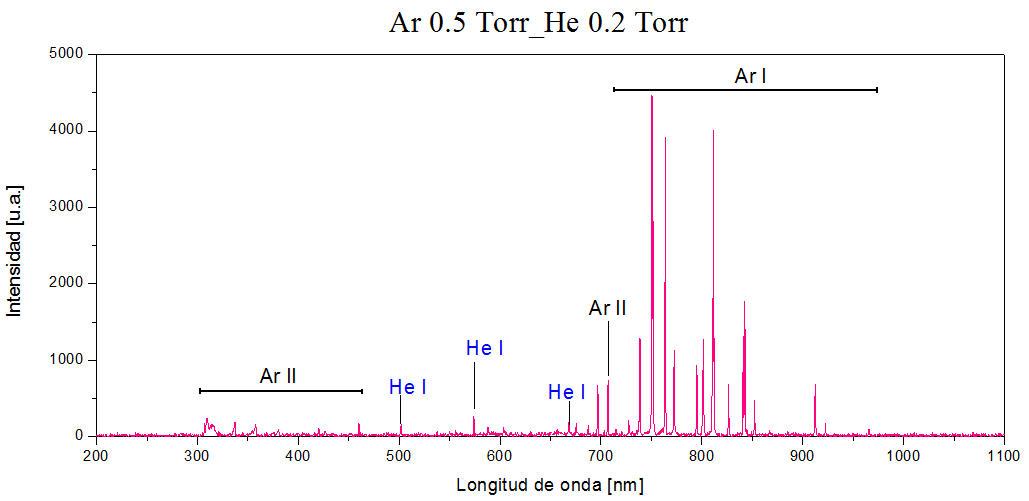 Ar 0.5 Torr_He 0.2 Torr
5000
4000
3000
2000
1000
0
Intensidad [u.a.]
Ar I
Ar II
He I
He I
He I
Ar II
200
300
400
500
600
700
800
900
1000
1100
Longitud de onda [nm]